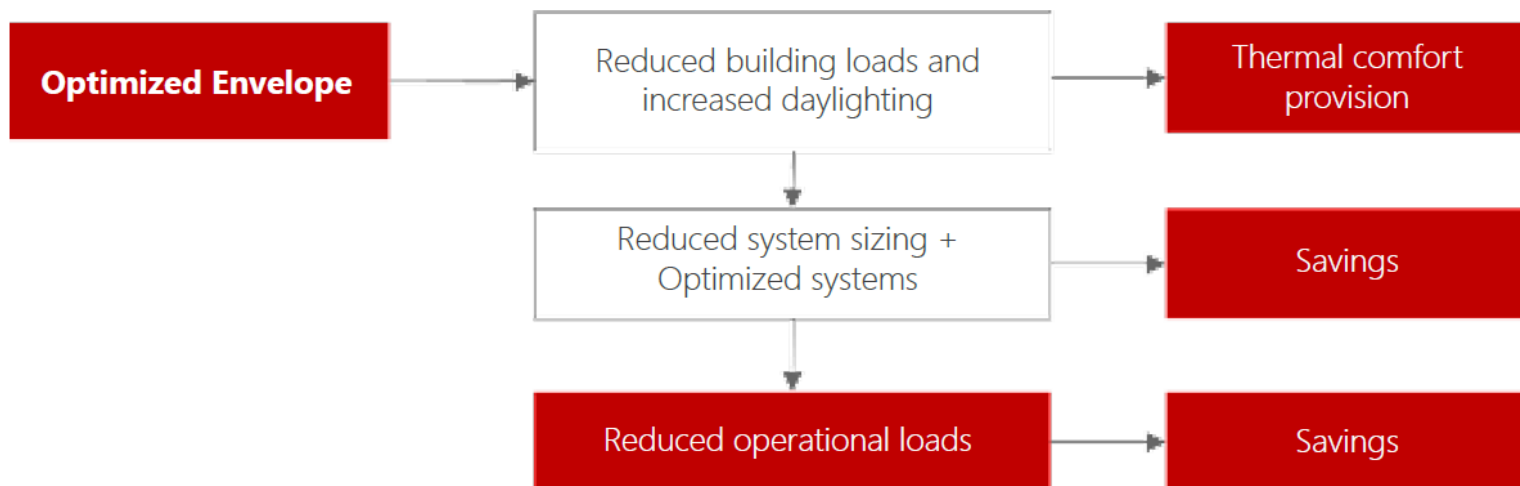 Optimized Envelope
Reduced building loads and
increased daylighting
Thermal comfort
provision
Reduced system sizing +
Optimized systems
Savings
Reduced operational loads
Savings